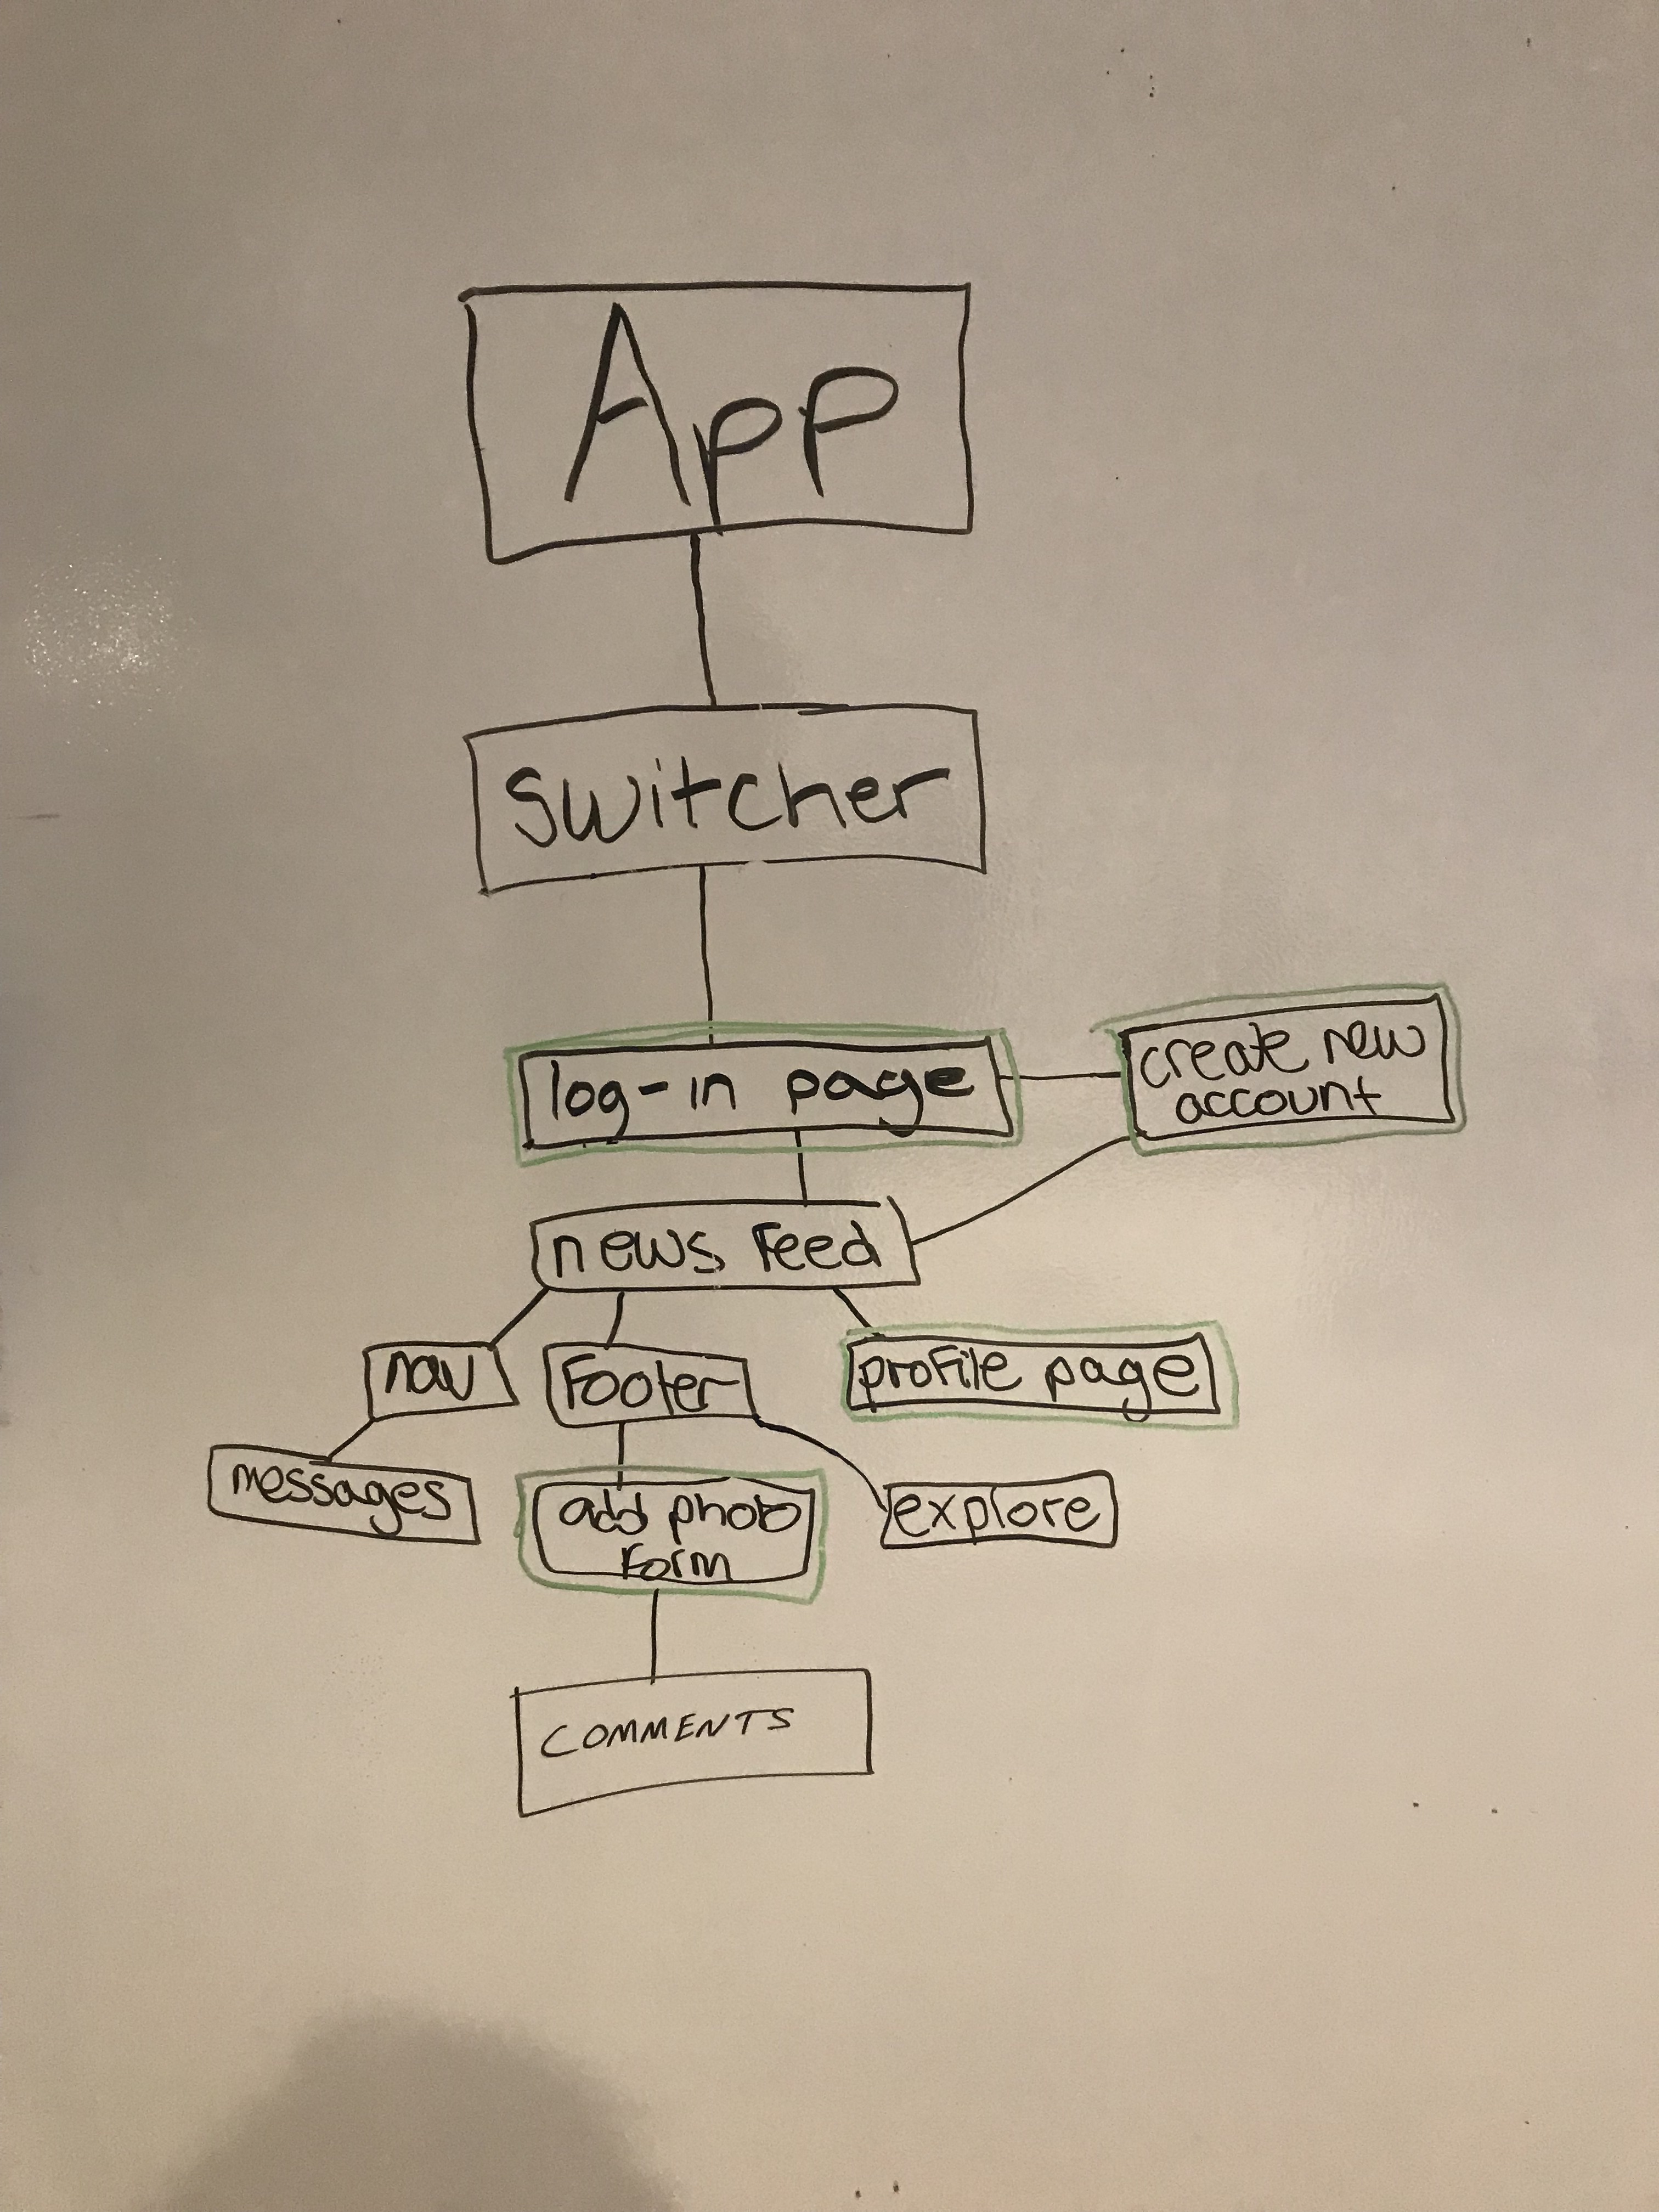 App
switcher
log-in page
create new
account
news feed
nav
Footer
profile page
messages
add photo
Form
explore
COMMENTS